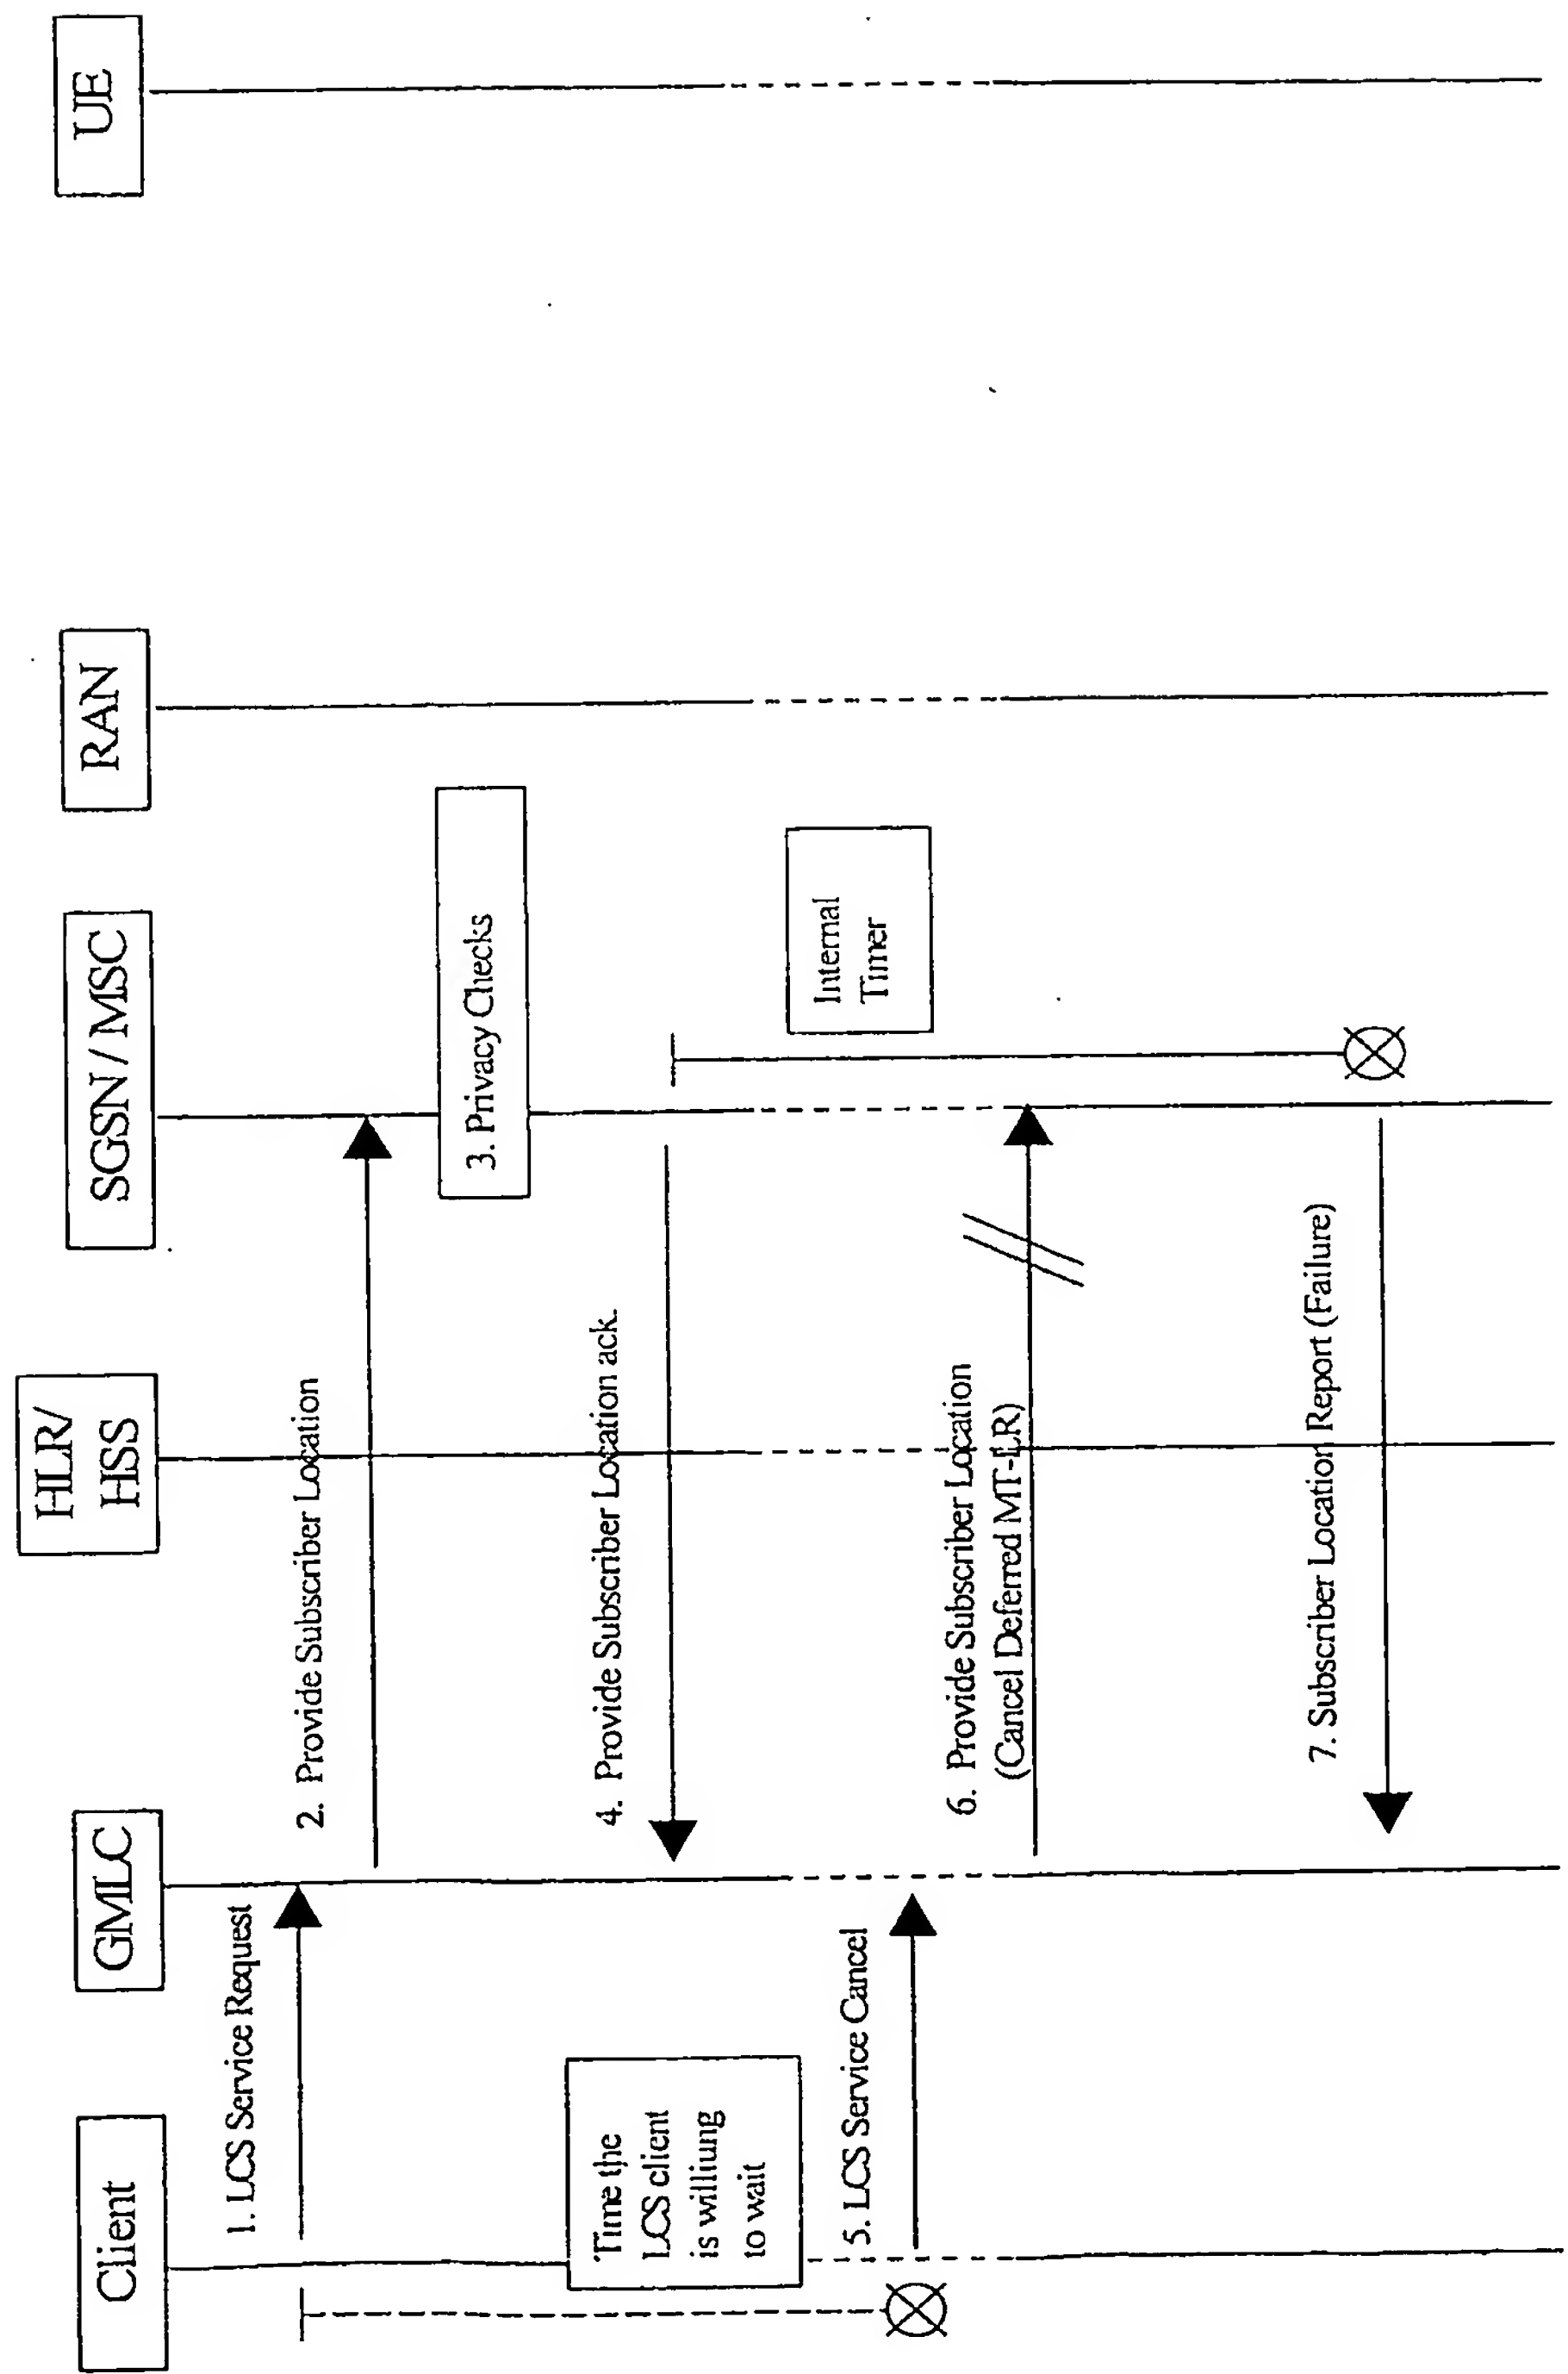 Client
GMLC
HLR/
HSS
SGSN / MSC
RAN
UE
1. LCS Service Request
2. Provide Subscriber Location
3. Privacy Checks
4. Provide Subscriber Location ack.
Time the
LCS client
is williung
to wait
Internal
Timer
5. LCS Service Cancel
6. Provide Subscriber Location
(Cancel Deferred MT-LR)
7. Subscriber Location Report (Failure)